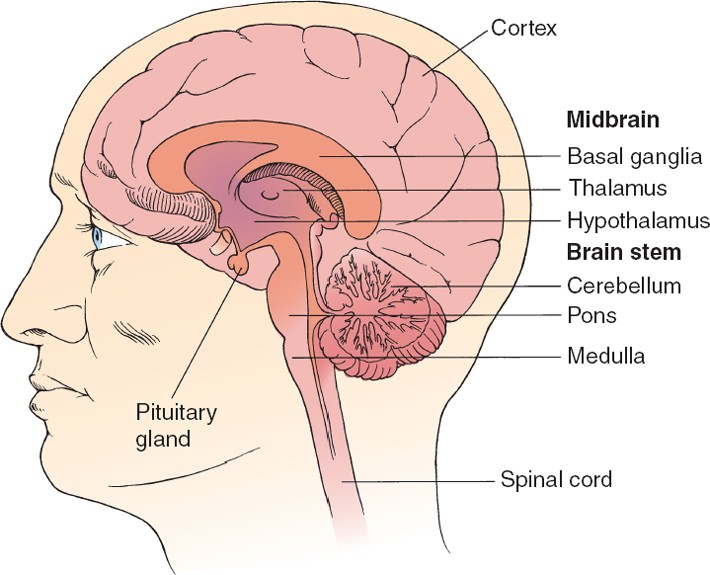 Cortex
Midbrain
Basal ganglia
Thalamus
Hypothalamus
Brain stem
Cerebellum
Pons
Medulla
Pituitary
gland
Spinal cord